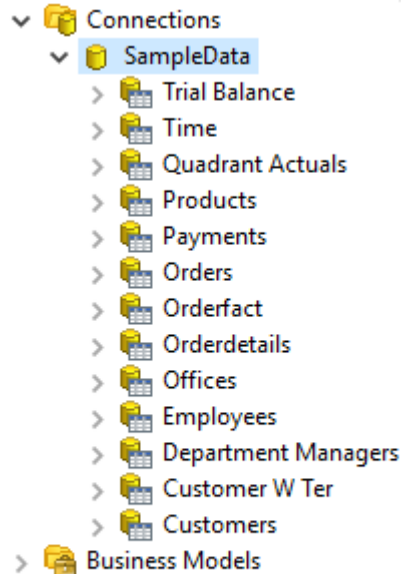 Connections
SampleData
Trial Balance
Time
Quadrant Actuals
Products
Payments
Orders
Orderfact
Orderdetails
Offices
Employees
Department Managers
Customer W Ter
Customers
Business Models